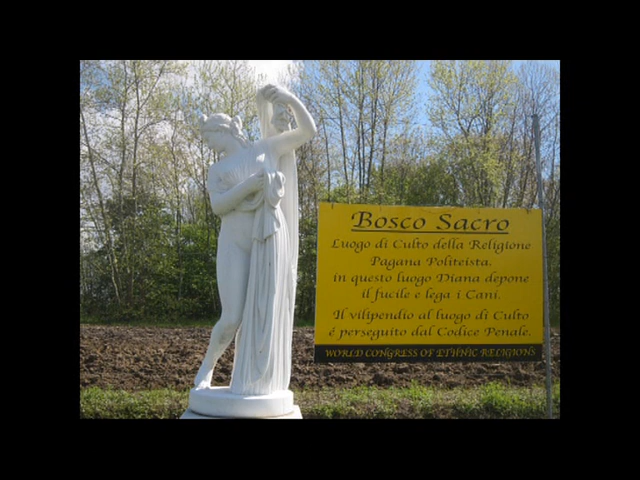 Bosco Sacro
Luogo di Culto della Religione
Pagana Politeista.
in questo luogo Diana depone
il fucile e lega i Cani.
Il vilipendio al luogo di Culto
é perseguito dal Codice Penale.
WORLD CONGRESS OF ETHNIC RELIGIONS